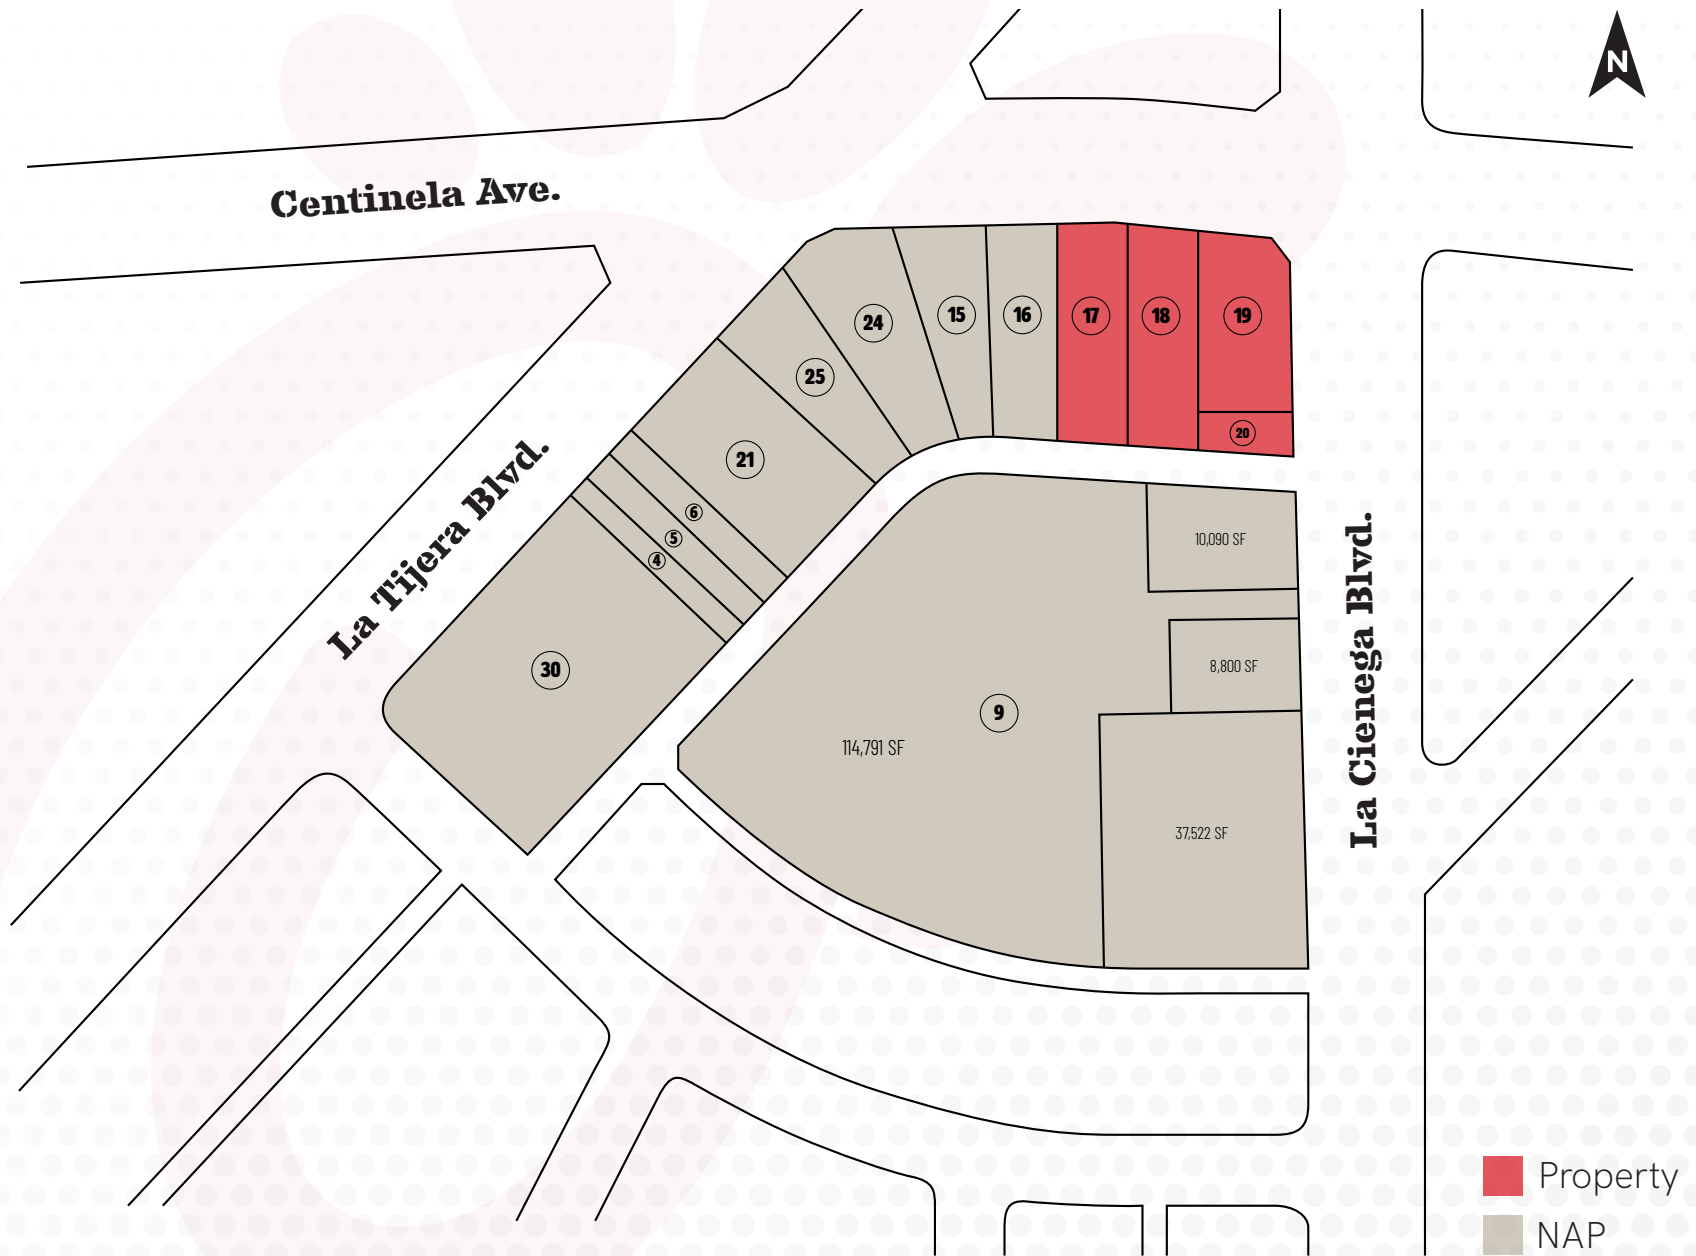 N
Centinela Ave.
24
15
16
17
18
19
25
20
21
La Tijera Blvd.
6
5
4
10,090 SF
La Cienega Blvd.
8,800 SF
30
9
114,791 SF
37,522 SF
Property
NAP